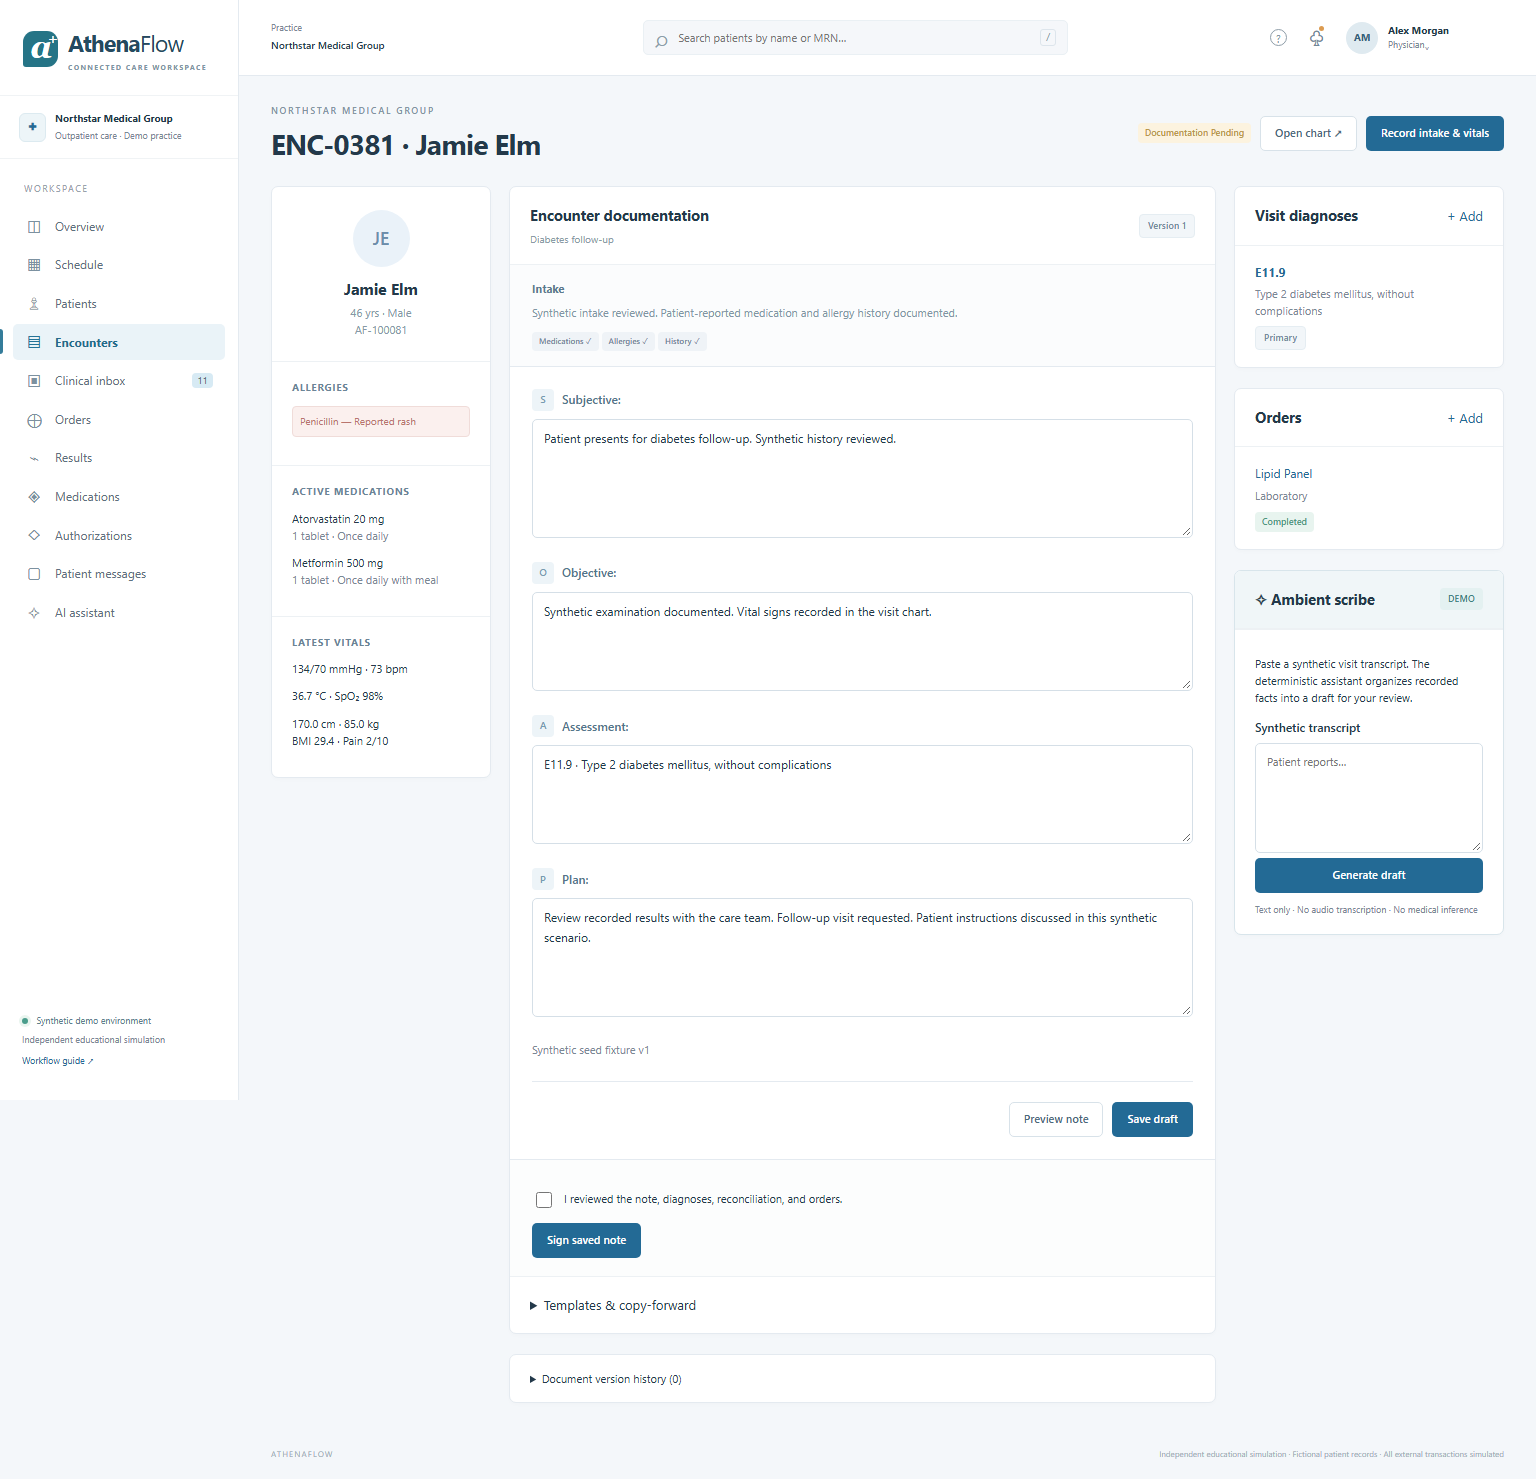 AthenaFlow
CONNECTED CARE WORKSPACE
Northstar Medical Group
Outpatient care · Demo practice
WORKSPACE
Overview
Schedule
Patients
Encounters
Clinical inbox 11
Orders
Results
Medications
Authorizations
Patient messages
AI assistant
Synthetic demo environment
Independent educational simulation
Workflow guide ↗
Practice
Northstar Medical Group
Search patients by name or MRN... /
?
AM
Alex Morgan
Physician
NORTHSTAR MEDICAL GROUP
ENC-0381 · Jamie Elm
Documentation Pending
Open chart ↗
Record intake & vitals
JE
Jamie Elm
46 yrs · Male
AF-100081
ALLERGIES
Penicillin — Reported rash
ACTIVE MEDICATIONS
Atorvastatin 20 mg
1 tablet · Once daily
Metformin 500 mg
1 tablet · Once daily with meal
LATEST VITALS
134/70 mmHg · 73 bpm
36.7 °C · SpO₂ 98%
170.0 cm · 85.0 kg
BMI 29.4 · Pain 2/10
Encounter documentation
Diabetes follow-up
Version 1
Intake
Synthetic intake reviewed. Patient-reported medication and allergy history documented.
Medications ✓ Allergies ✓ History ✓
S Subjective:
Patient presents for diabetes follow-up. Synthetic history reviewed.
O Objective:
Synthetic examination documented. Vital signs recorded in the visit chart.
A Assessment:
E11.9 · Type 2 diabetes mellitus, without complications
P Plan:
Review recorded results with the care team. Follow-up visit requested. Patient instructions discussed in this synthetic
scenario.
Synthetic seed fixture v1
Preview note
Save draft
I reviewed the note, diagnoses, reconciliation, and orders.
Sign saved note
▶ Templates & copy-forward
▶ Document version history (0)
Visit diagnoses + Add
E11.9
Type 2 diabetes mellitus, without
complications
Primary
Orders + Add
Lipid Panel
Laboratory
Completed
Ambient scribe DEMO
Paste a synthetic visit transcript. The
deterministic assistant organizes recorded
facts into a draft for your review.
Synthetic transcript
Patient reports...
Generate draft
Text only · No audio transcription · No medical inference
ATHENAFLOW
Independent educational simulation · Fictional patient records · All external transactions simulated